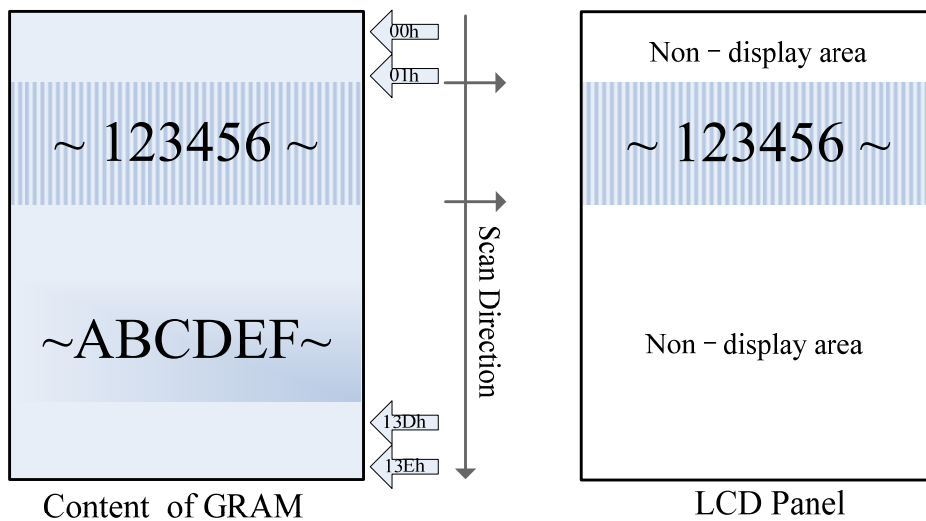 00h
01h
~ 123456 ~
~ABCDEF~
13Dh
13Eh
Content of GRAM
Scan Direction
Non - display area
~ 123456 ~
Non - display area
LCD Panel